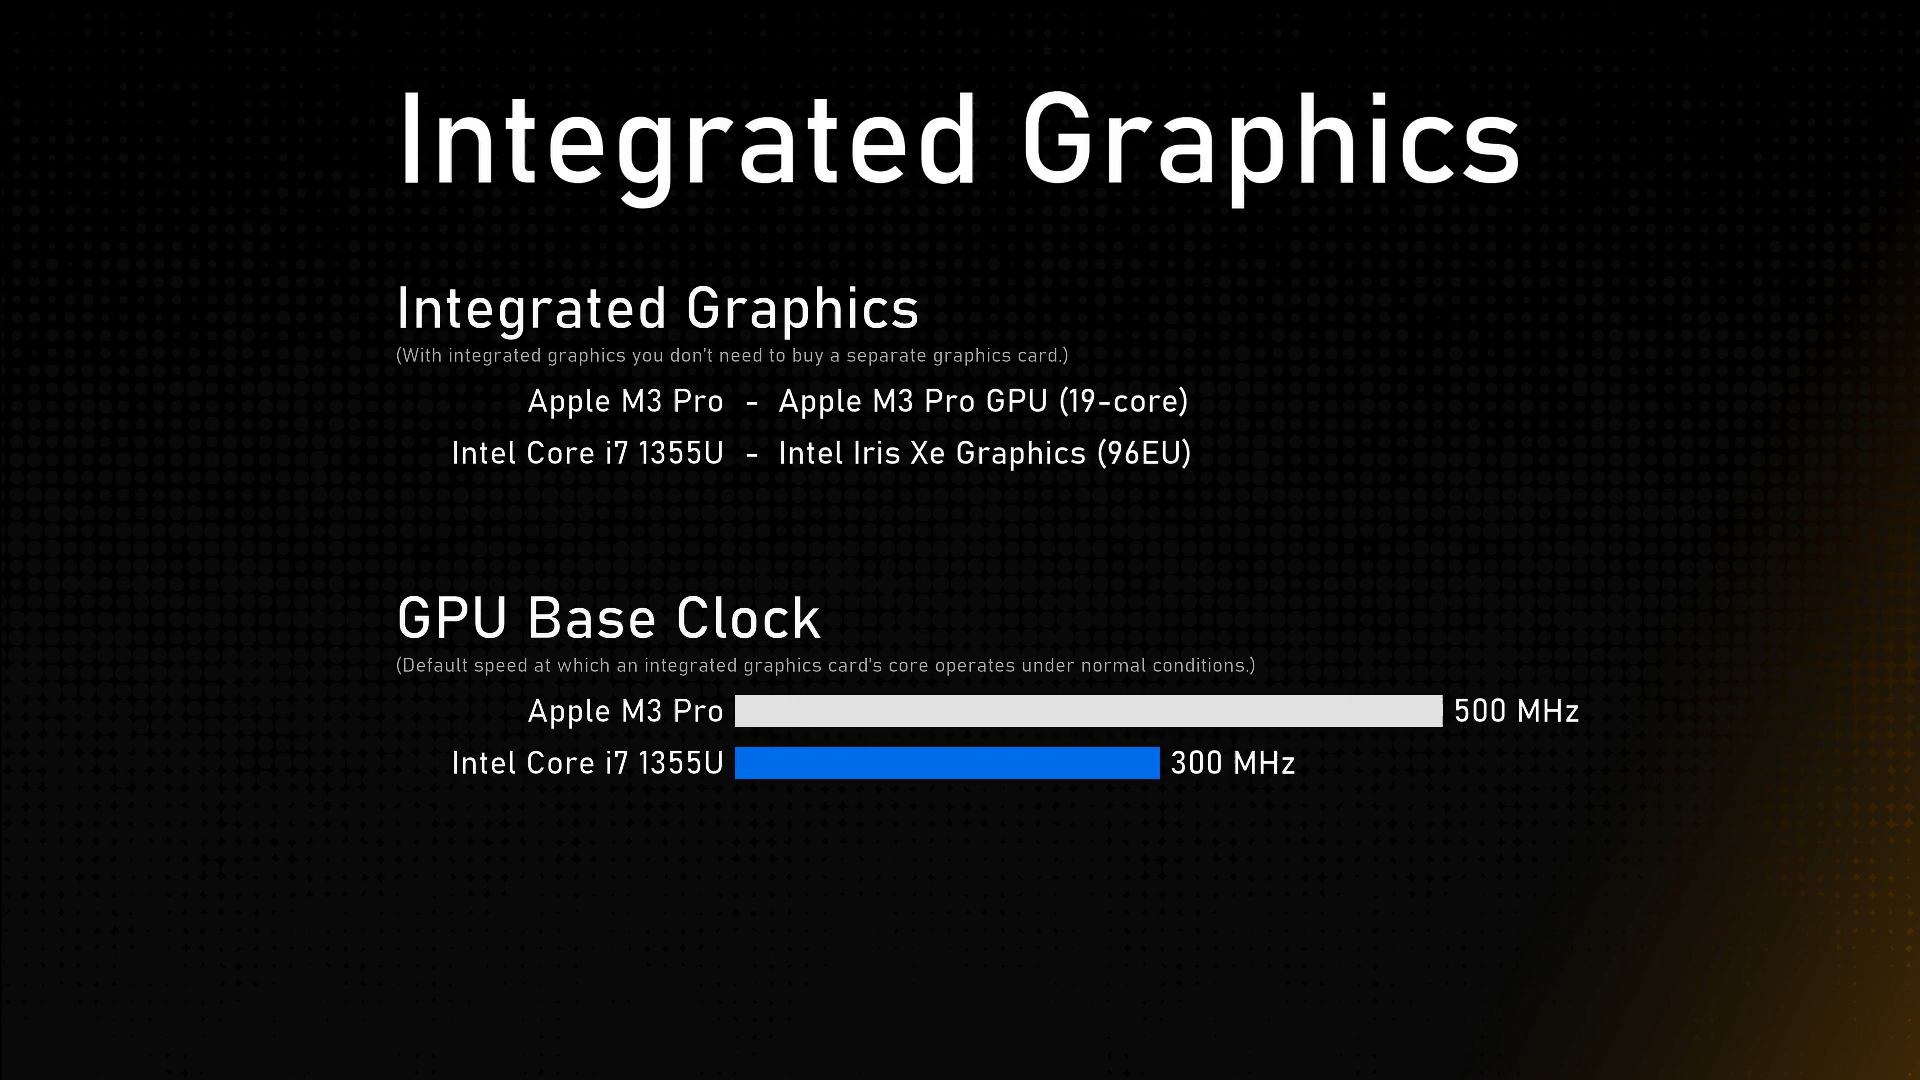 Integrated Graphics
Integrated Graphics
(With integrated graphics you don't need to buy a separate graphics card.)
Apple M3 Pro - Apple M3 Pro GPU (19-core)
Intel Core i7 1355U - Intel Iris Xe Graphics (96EU)
GPU Base Clock
(Default speed at which an integrated graphics card's core operates under normal conditions.)
Apple M3 Pro 500 MHz
Intel Core i7 1355U 300 MHz